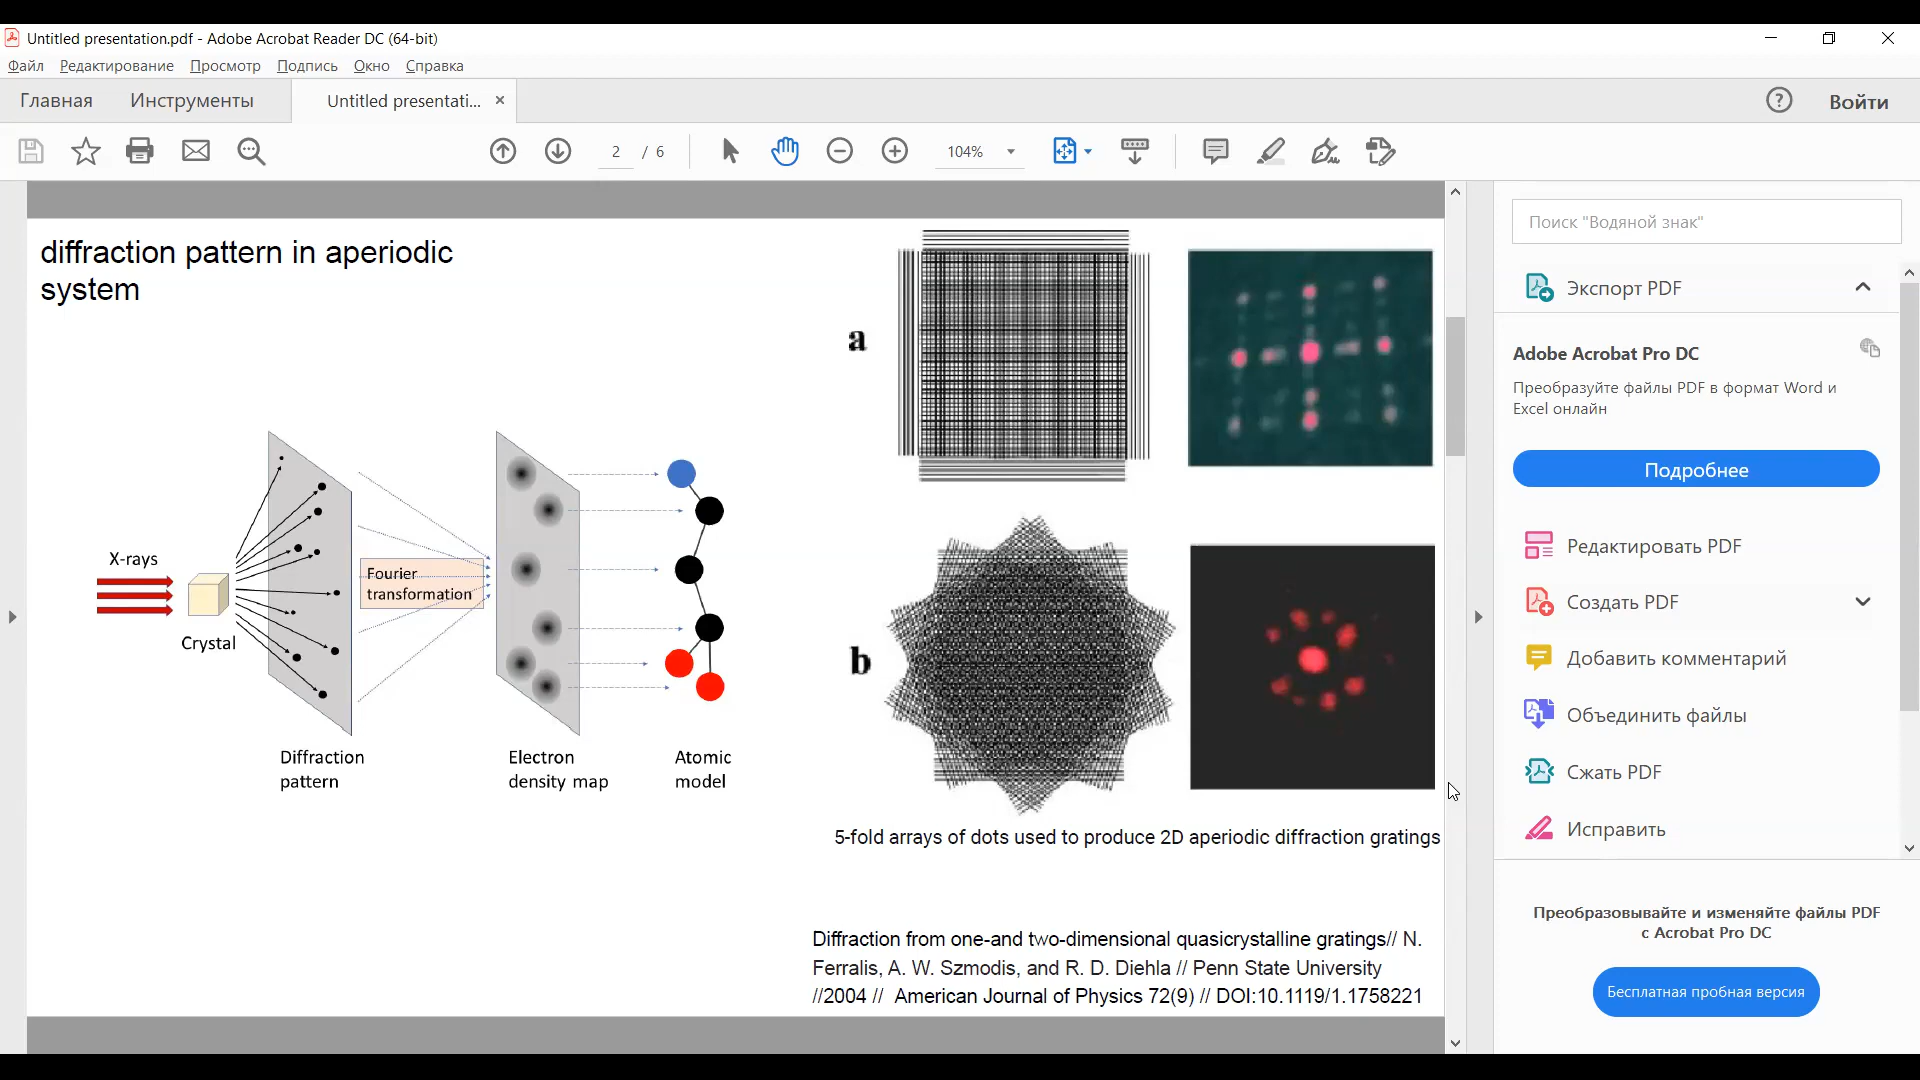 Untitled presentation.pdf - Adobe Acrobat Reader DC (64-bit)
Файл Редактирование Просмотр Подпись Окно Справка
Главная Инструменты Untitled presentati... Войти
2 / 6 104%
diffraction pattern in aperiodic
system
a
b
X-rays
Crystal
Fourier
transformation
Diffraction
pattern
Electron
density map
Atomic
model
5-fold arrays of dots used to produce 2D aperiodic diffraction gratings
Diffraction from one-and two-dimensional quasicrystalline gratings// N.
Ferralis, A. W. Szmodis, and R. D. Diehla // Penn State University
//2004 // American Journal of Physics 72(9) // DOI:10.1119/1.1758221
Поиск "Водяной знак"
Экспорт PDF
Adobe Acrobat Pro DC
Преобразуйте файлы PDF в формат Word и
Excel онлайн
Подробнее
Редактировать PDF
Создать PDF
Добавить комментарий
Объединить файлы
Сжать PDF
Исправить
Преобразовывайте и изменяйте файлы PDF
с Acrobat Pro DC
Бесплатная пробная версия